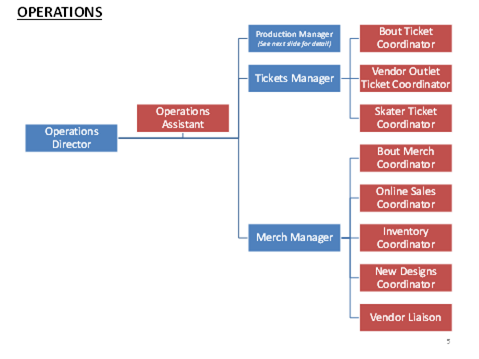 OPERATIONS
Production Manager
(See next slide for detail)
Bout Ticket
Coordinator
Tickets Manager
Vendor Outlet
Ticket Coordinator
Operations
Assistant
Skater Ticket
Coordinator
Operations
Director
Bout Merch
Coordinator
Online Sales
Coordinator
Merch Manager
Inventory
Coordinator
New Designs
Coordinator
Vendor Liaison
5